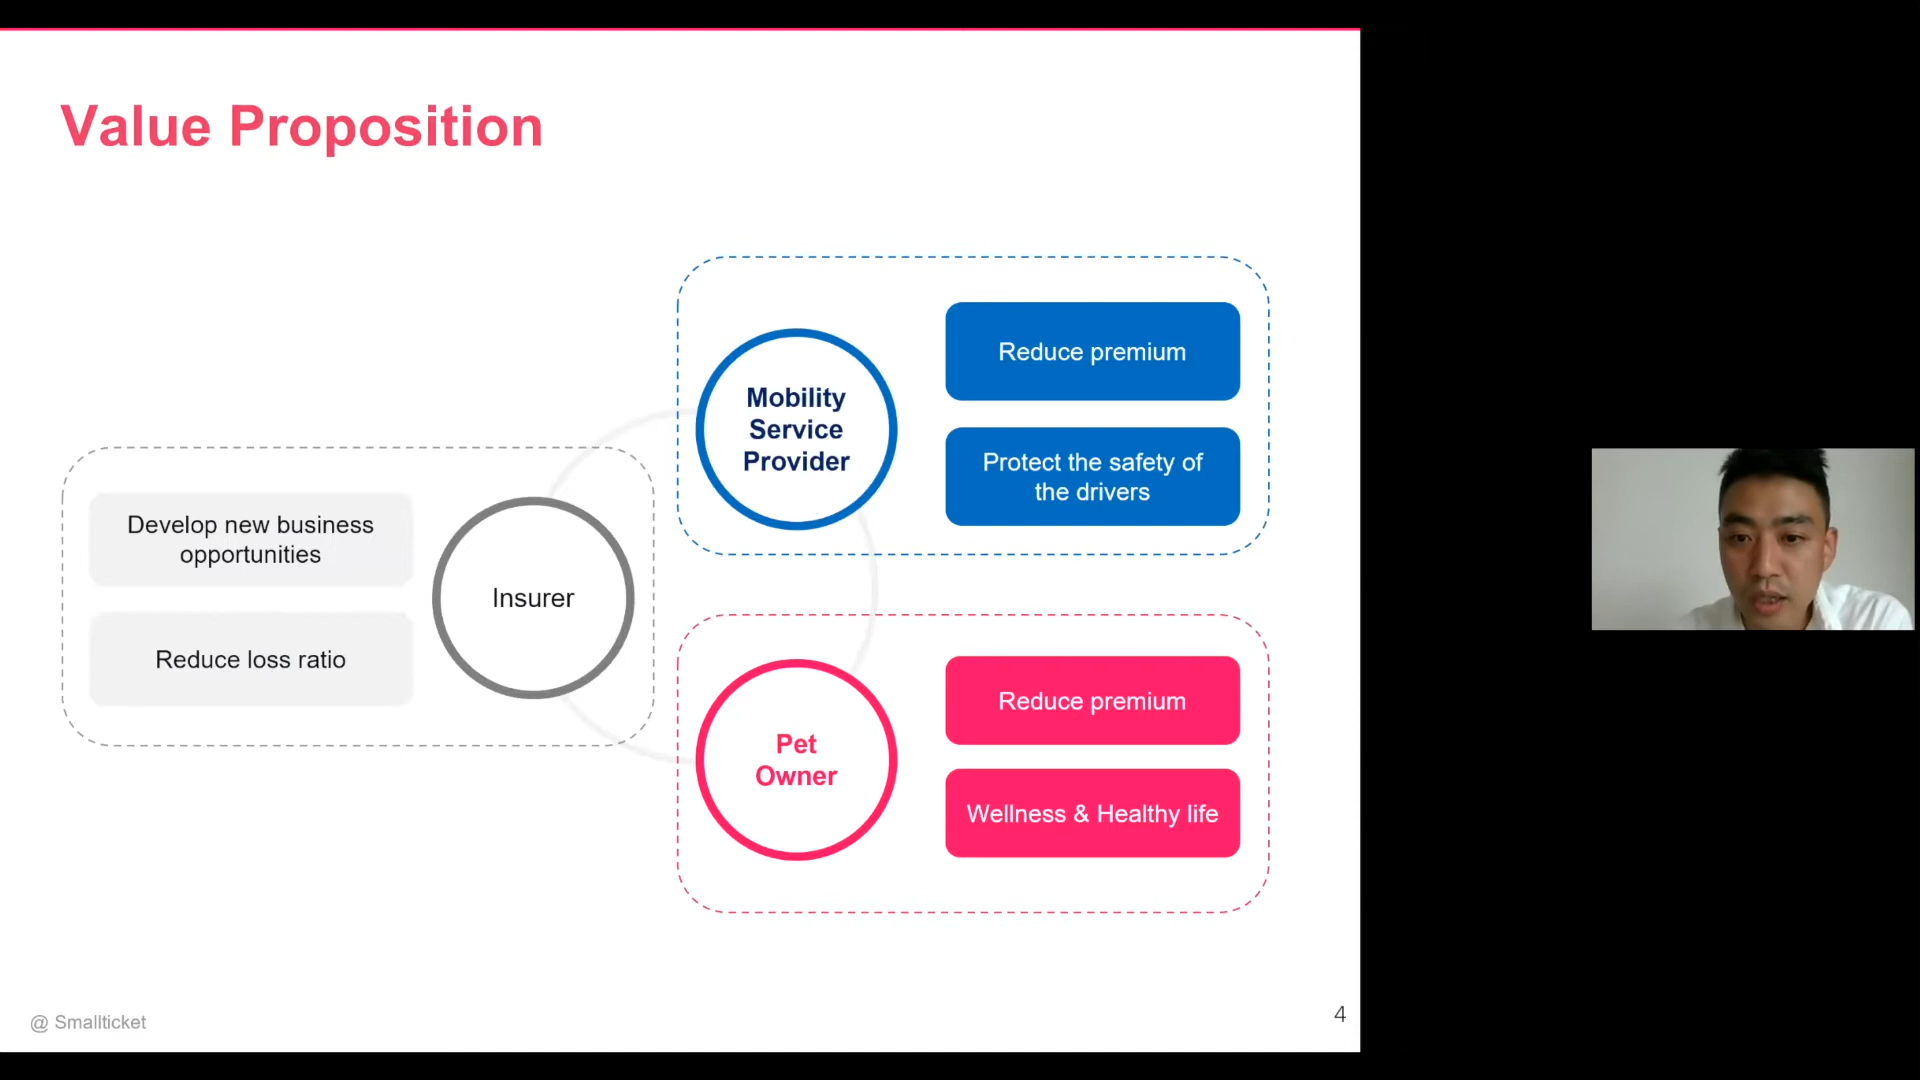 Value Proposition
Develop new business
opportunities
Reduce loss ratio
Insurer
Mobility
Service
Provider
Reduce premium
Protect the safety of
the drivers
Pet
Owner
Reduce premium
Wellness & Healthy life
@ Smallticket
4